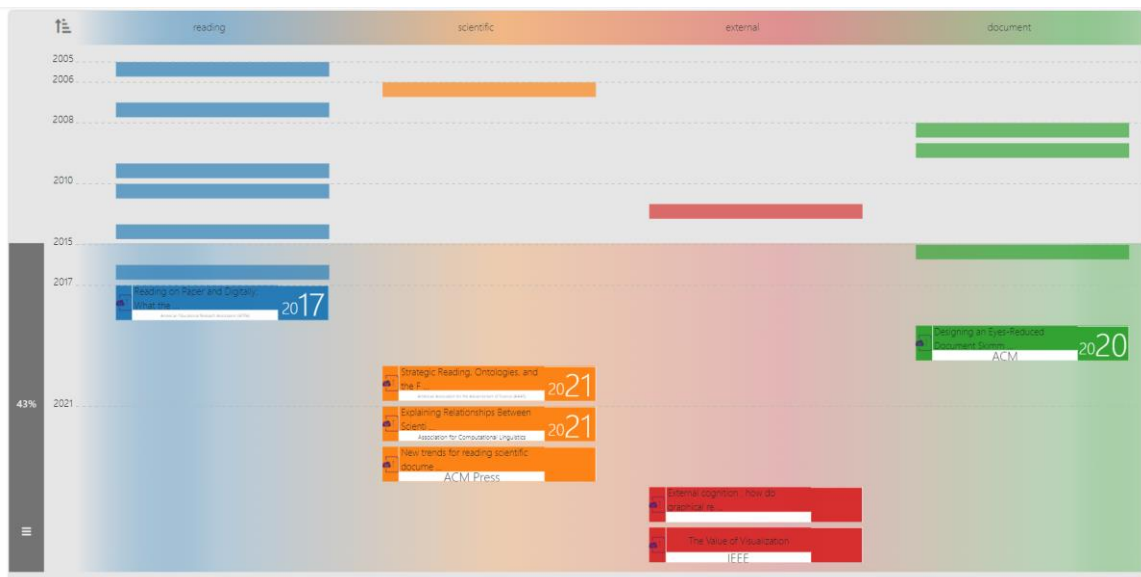 reading scientific external document
2005
2006
2008
2010
2015
2017
Reading on Paper and Digitally:
What the ...
2017
Designing an Eyes-Reduced
Document Skimm ...
ACM
2020
Strategic Reading, Ontologies, and
the F ...
2021
43%
2021
Explaining Relationships Between
Scienti ...
Association for Computational Linguistics
2021
New trends for reading scientific
docume ...
ACM Press
External cognition : how do
graphical re ...
The Value of Visualization
IEEE